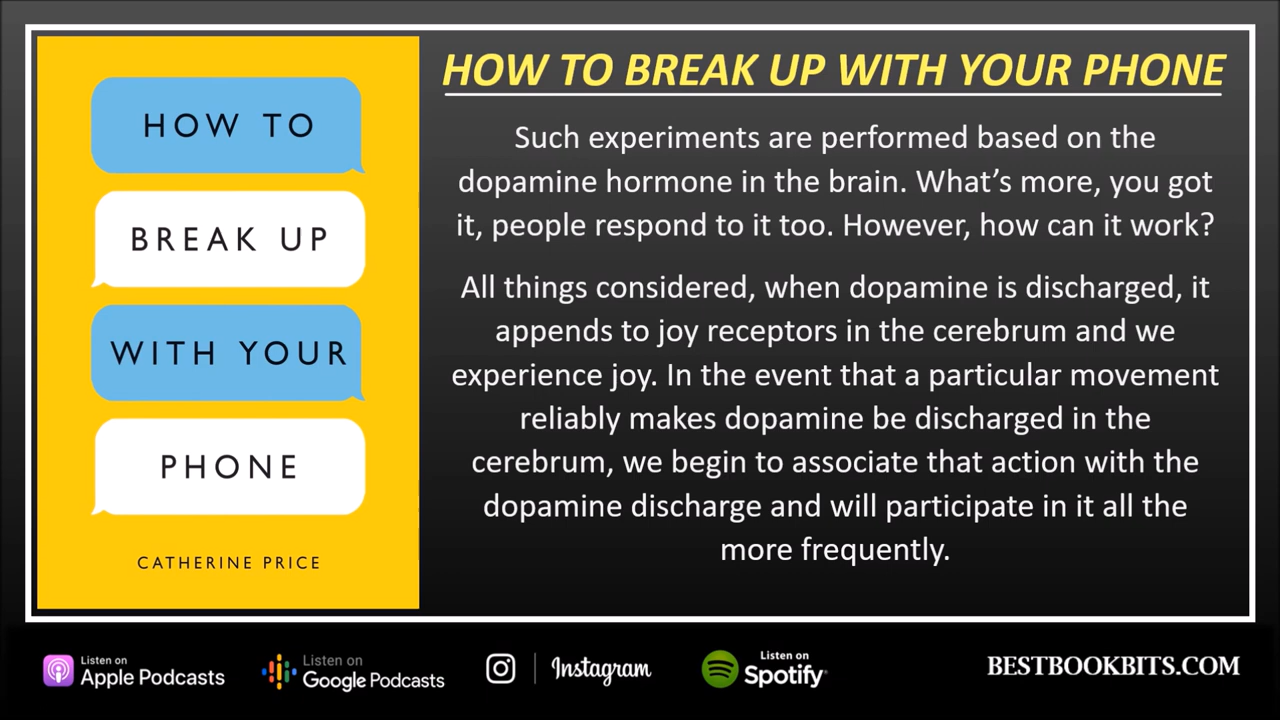 HOW TO
BREAK UP
WITH YOUR
PHONE
CATHERINE PRICE
HOW TO BREAK UP WITH YOUR PHONE
Such experiments are performed based on the
dopamine hormone in the brain. What’s more, you got
it, people respond to it too. However, how can it work?
All things considered, when dopamine is discharged, it
appends to joy receptors in the cerebrum and we
experience joy. In the event that a particular movement
reliably makes dopamine be discharged in the
cerebrum, we begin to associate that action with the
dopamine discharge and will participate in it all the
more frequently.
Listen on
Apple Podcasts
Listen on
Google Podcasts
Instagram
Listen on
Spotify
BESTBOOKBITS.COM